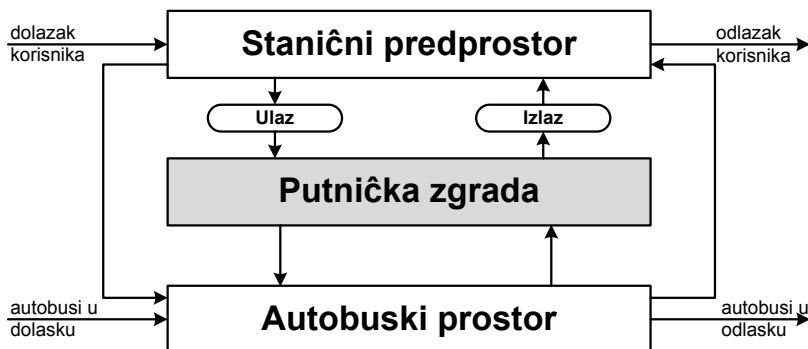 dolazak
korisnika
Staniĉni predprostor
odlazak
korisnika
Ulaz
Izlaz
Putniĉka zgrada
autobusi u
dolasku
Autobuski prostor
autobusi u
odlasku